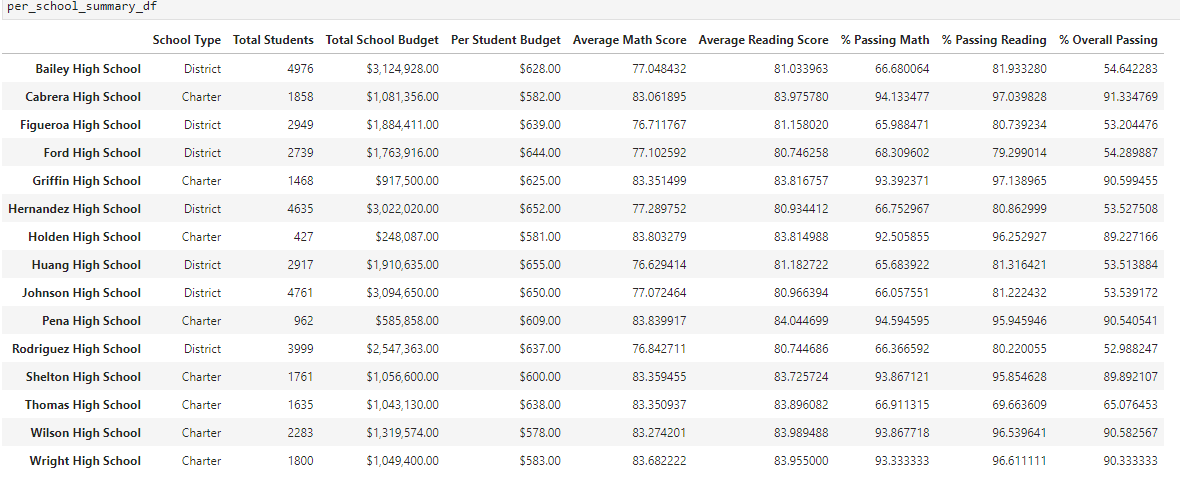 per_school_summary_df
School Type Total Students Total School Budget Per Student Budget Average Math Score Average Reading Score % Passing Math % Passing Reading % Overall Passing
Bailey High School District 4976 $3,124,928.00 $628.00 77.048432 81.033963 66.680064 81.933280 54.642283
Cabrera High School Charter 1858 $1,081,356.00 $582.00 83.061895 83.975780 94.133477 97.039828 91.334769
Figueroa High School District 2949 $1,884,411.00 $639.00 76.711767 81.158020 65.988471 80.739234 53.204476
Ford High School District 2739 $1,763,916.00 $644.00 77.102592 80.746258 68.309602 79.299014 54.289887
Griffin High School Charter 1468 $917,500.00 $625.00 83.351499 83.816757 93.392371 97.138965 90.599455
Hernandez High School District 4635 $3,022,020.00 $652.00 77.289752 80.934412 66.752967 80.862999 53.527508
Holden High School Charter 427 $248,087.00 $581.00 83.803279 83.814988 92.505855 96.252927 89.227166
Huang High School District 2917 $1,910,635.00 $655.00 76.629414 81.182722 65.683922 81.316421 53.513884
Johnson High School District 4761 $3,094,650.00 $650.00 77.072464 80.966394 66.057551 81.222432 53.539172
Pena High School Charter 962 $585,858.00 $609.00 83.839917 84.044699 94.594595 95.945946 90.540541
Rodriguez High School District 3999 $2,547,363.00 $637.00 76.842711 80.744686 66.366592 80.220055 52.988247
Shelton High School Charter 1761 $1,056,600.00 $600.00 83.359455 83.725724 93.867121 95.854628 89.892107
Thomas High School Charter 1635 $1,043,130.00 $638.00 83.350937 83.896082 66.911315 69.663609 65.076453
Wilson High School Charter 2283 $1,319,574.00 $578.00 83.274201 83.989488 93.867718 96.539641 90.582567
Wright High School Charter 1800 $1,049,400.00 $583.00 83.682222 83.955000 93.333333 96.611111 90.333333